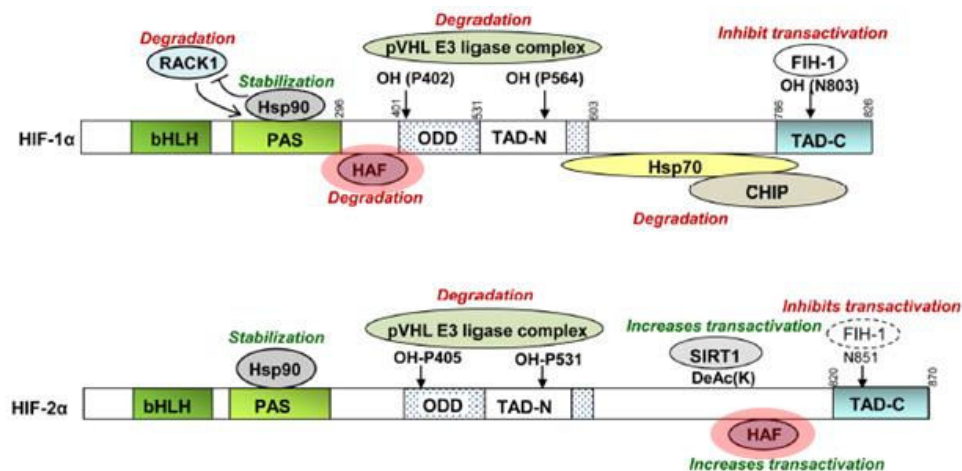 Degradation
pVHL E3 ligase complex
Degradation
RACK1
Stabilization
Hsp90
OH (P402)
OH (P564)
Inhibit transactivation
FIH-1
OH (N803)
296
401
531
603
786
826
HIF-1α
bHLH
PAS
ODD
TAD-N
TAD-C
HAF
Degradation
Hsp70
CHIP
Degradation
Degradation
pVHL E3 ligase complex
Stabilization
Hsp90
OH-P405
OH-P531
Increases transactivation
SIRT1
DeAc(K)
Inhibits transactivation
FIH-1
N851
820
870
HIF-2α
bHLH
PAS
ODD
TAD-N
TAD-C
HAF
Increases transactivation